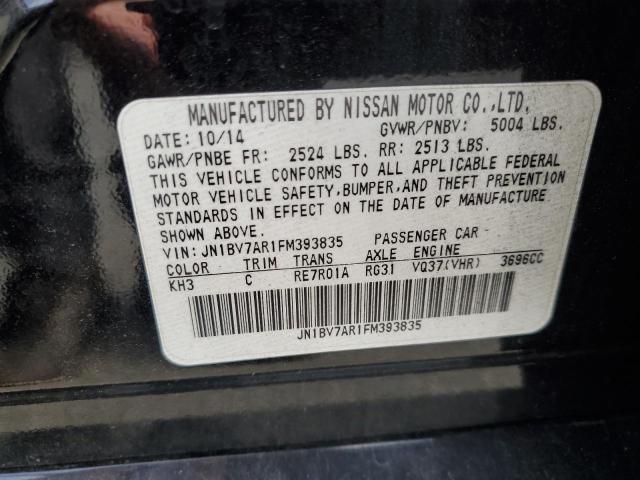 MANUFACTURED BY NISSAN MOTOR CO.,LTD.
DATE: 10/14 GVWR/PNBV: 5004 LBS.
GAWR/PNBE FR: 2524 LBS. RR: 2513 LBS.
THIS VEHICLE CONFORMS TO ALL APPLICABLE FEDERAL
MOTOR VEHICLE SAFETY,BUMPER,AND THEFT PREVENTION
STANDARDS IN EFFECT ON THE DATE OF MANUFACTURE
SHOWN ABOVE.
VIN: JN1BV7AR1FM393835 PASSENGER CAR
COLOR TRIM TRANS AXLE ENGINE
KH3 C RE7R01A RG31 VQ37(VHR) 3696CC
JN1BV7AR1FM393835